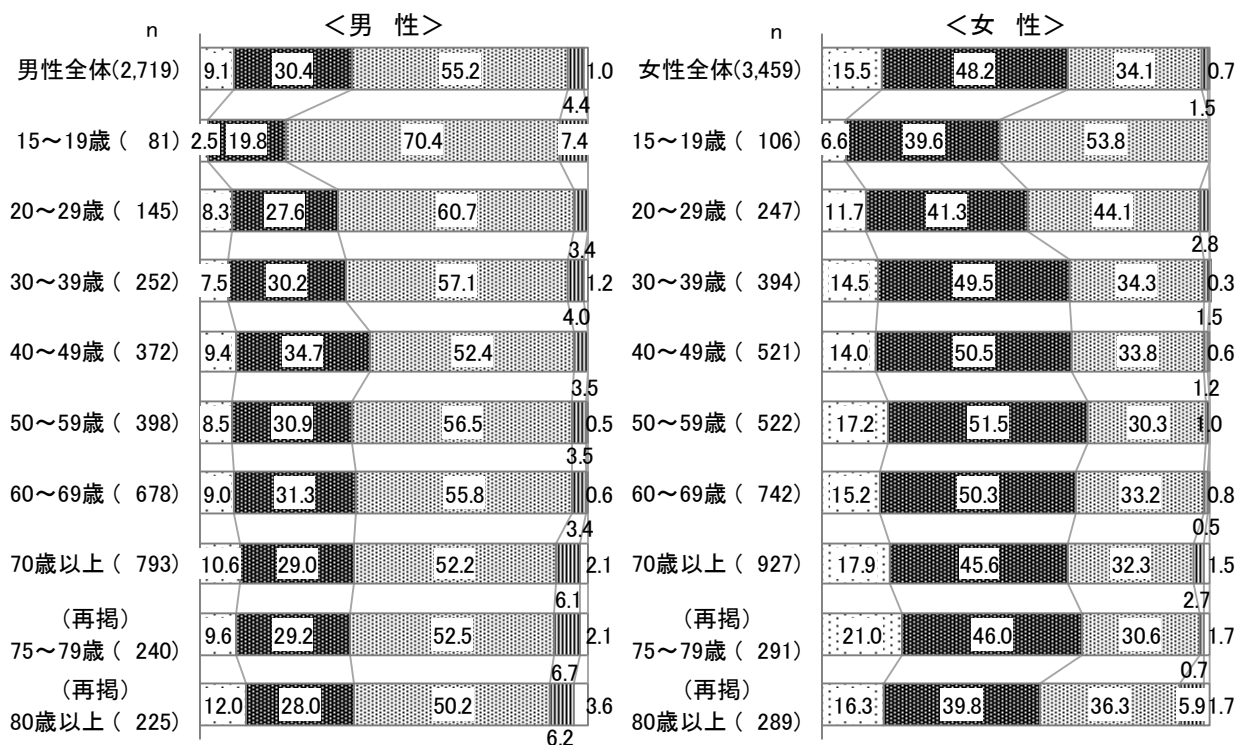 <男 性>
n
男性全体(2,719) 9.1 30.4 55.2 1.0
4.4
15～19歳( 81) 2.5 19.8 70.4 7.4
20～29歳( 145) 8.3 27.6 60.7
3.4
30～39歳( 252) 7.5 30.2 57.1 1.2
4.0
40～49歳( 372) 9.4 34.7 52.4
3.5
50～59歳( 398) 8.5 30.9 56.5 0.5
3.5
60～69歳( 678) 9.0 31.3 55.8 0.6
3.4
70歳以上( 793) 10.6 29.0 52.2 2.1
6.1
(再掲)
75～79歳( 240) 9.6 29.2 52.5 2.1
6.7
(再掲)
80歳以上( 225) 12.0 28.0 50.2 3.6
6.2
<女 性>
n
女性全体(3,459) 15.5 48.2 34.1 0.7
1.5
15～19歳( 106) 6.6 39.6 53.8
20～29歳( 247) 11.7 41.3 44.1
2.8
30～39歳( 394) 14.5 49.5 34.3 0.3
1.5
40～49歳( 521) 14.0 50.5 33.8 0.6
1.2
50～59歳( 522) 17.2 51.5 30.3 1.0
60～69歳( 742) 15.2 50.3 33.2 0.8
0.5
70歳以上( 927) 17.9 45.6 32.3 1.5
2.7
(再掲)
75～79歳( 291) 21.0 46.0 30.6 1.7
0.7
(再掲)
80歳以上( 289) 16.3 39.8 36.3 5.9 1.7